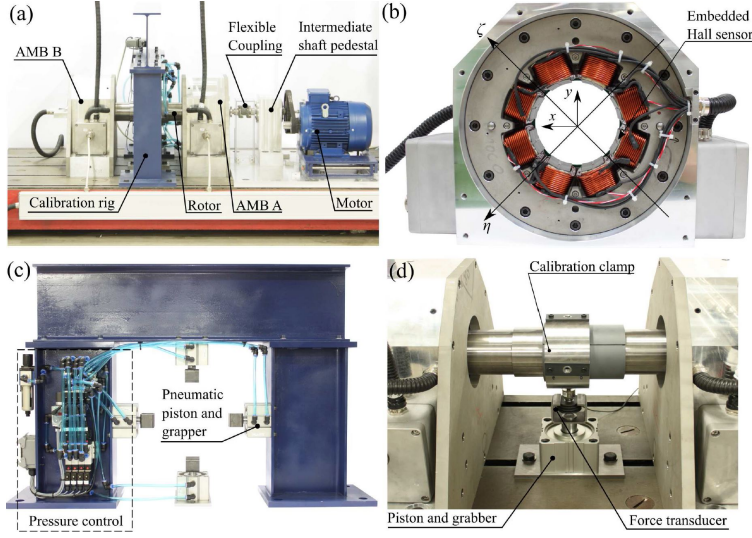 (a)
Flexible
Coupling
Intermediate
shaft pedestal
AMB B
Calibration rig
Rotor
AMB A
Motor
(b)
ζ
Embedded
Hall sensor
y
x
η
(c)
Pneumatic
piston and
grapper
Pressure control
(d)
Calibration clamp
Piston and grabber
Force transducer